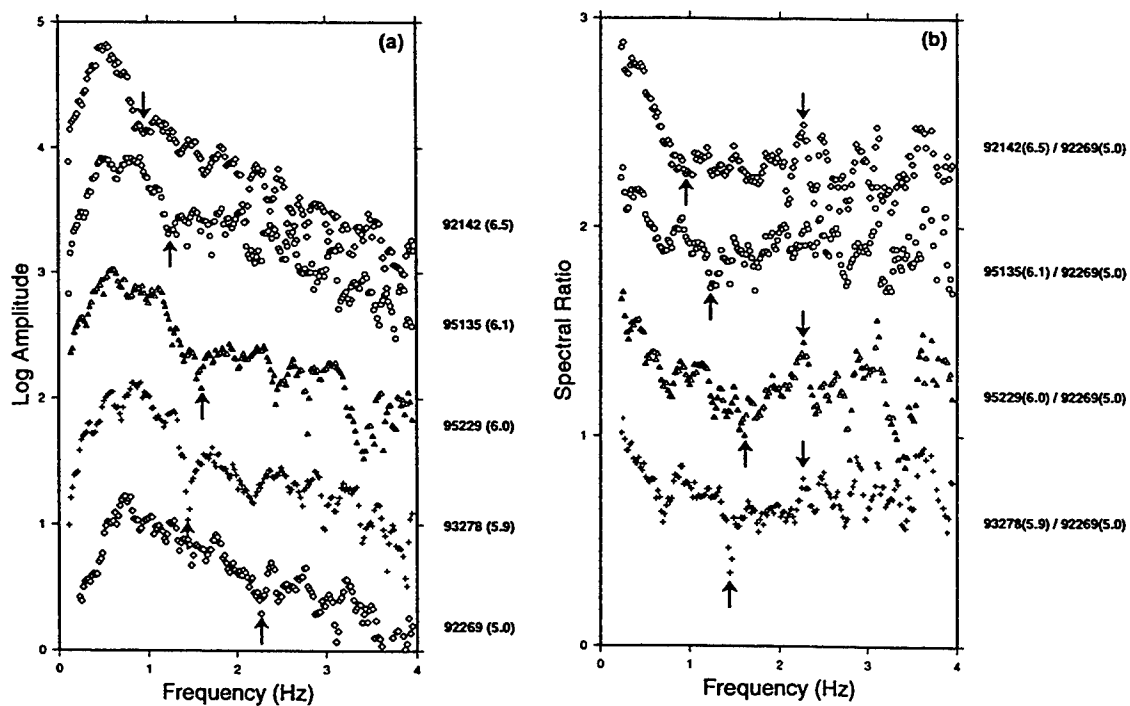 (a)
5
4
3
2
1
0
Log Amplitude
0 1 2 3 4
Frequency (Hz)
92142 (6.5)
95135 (6.1)
95229 (6.0)
93278 (5.9)
92269 (5.0)
(b)
3
2
1
0
Spectral Ratio
0 1 2 3 4
Frequency (Hz)
92142(6.5) / 92269(5.0)
95135(6.1) / 92269(5.0)
95229(6.0) / 92269(5.0)
93278(5.9) / 92269(5.0)